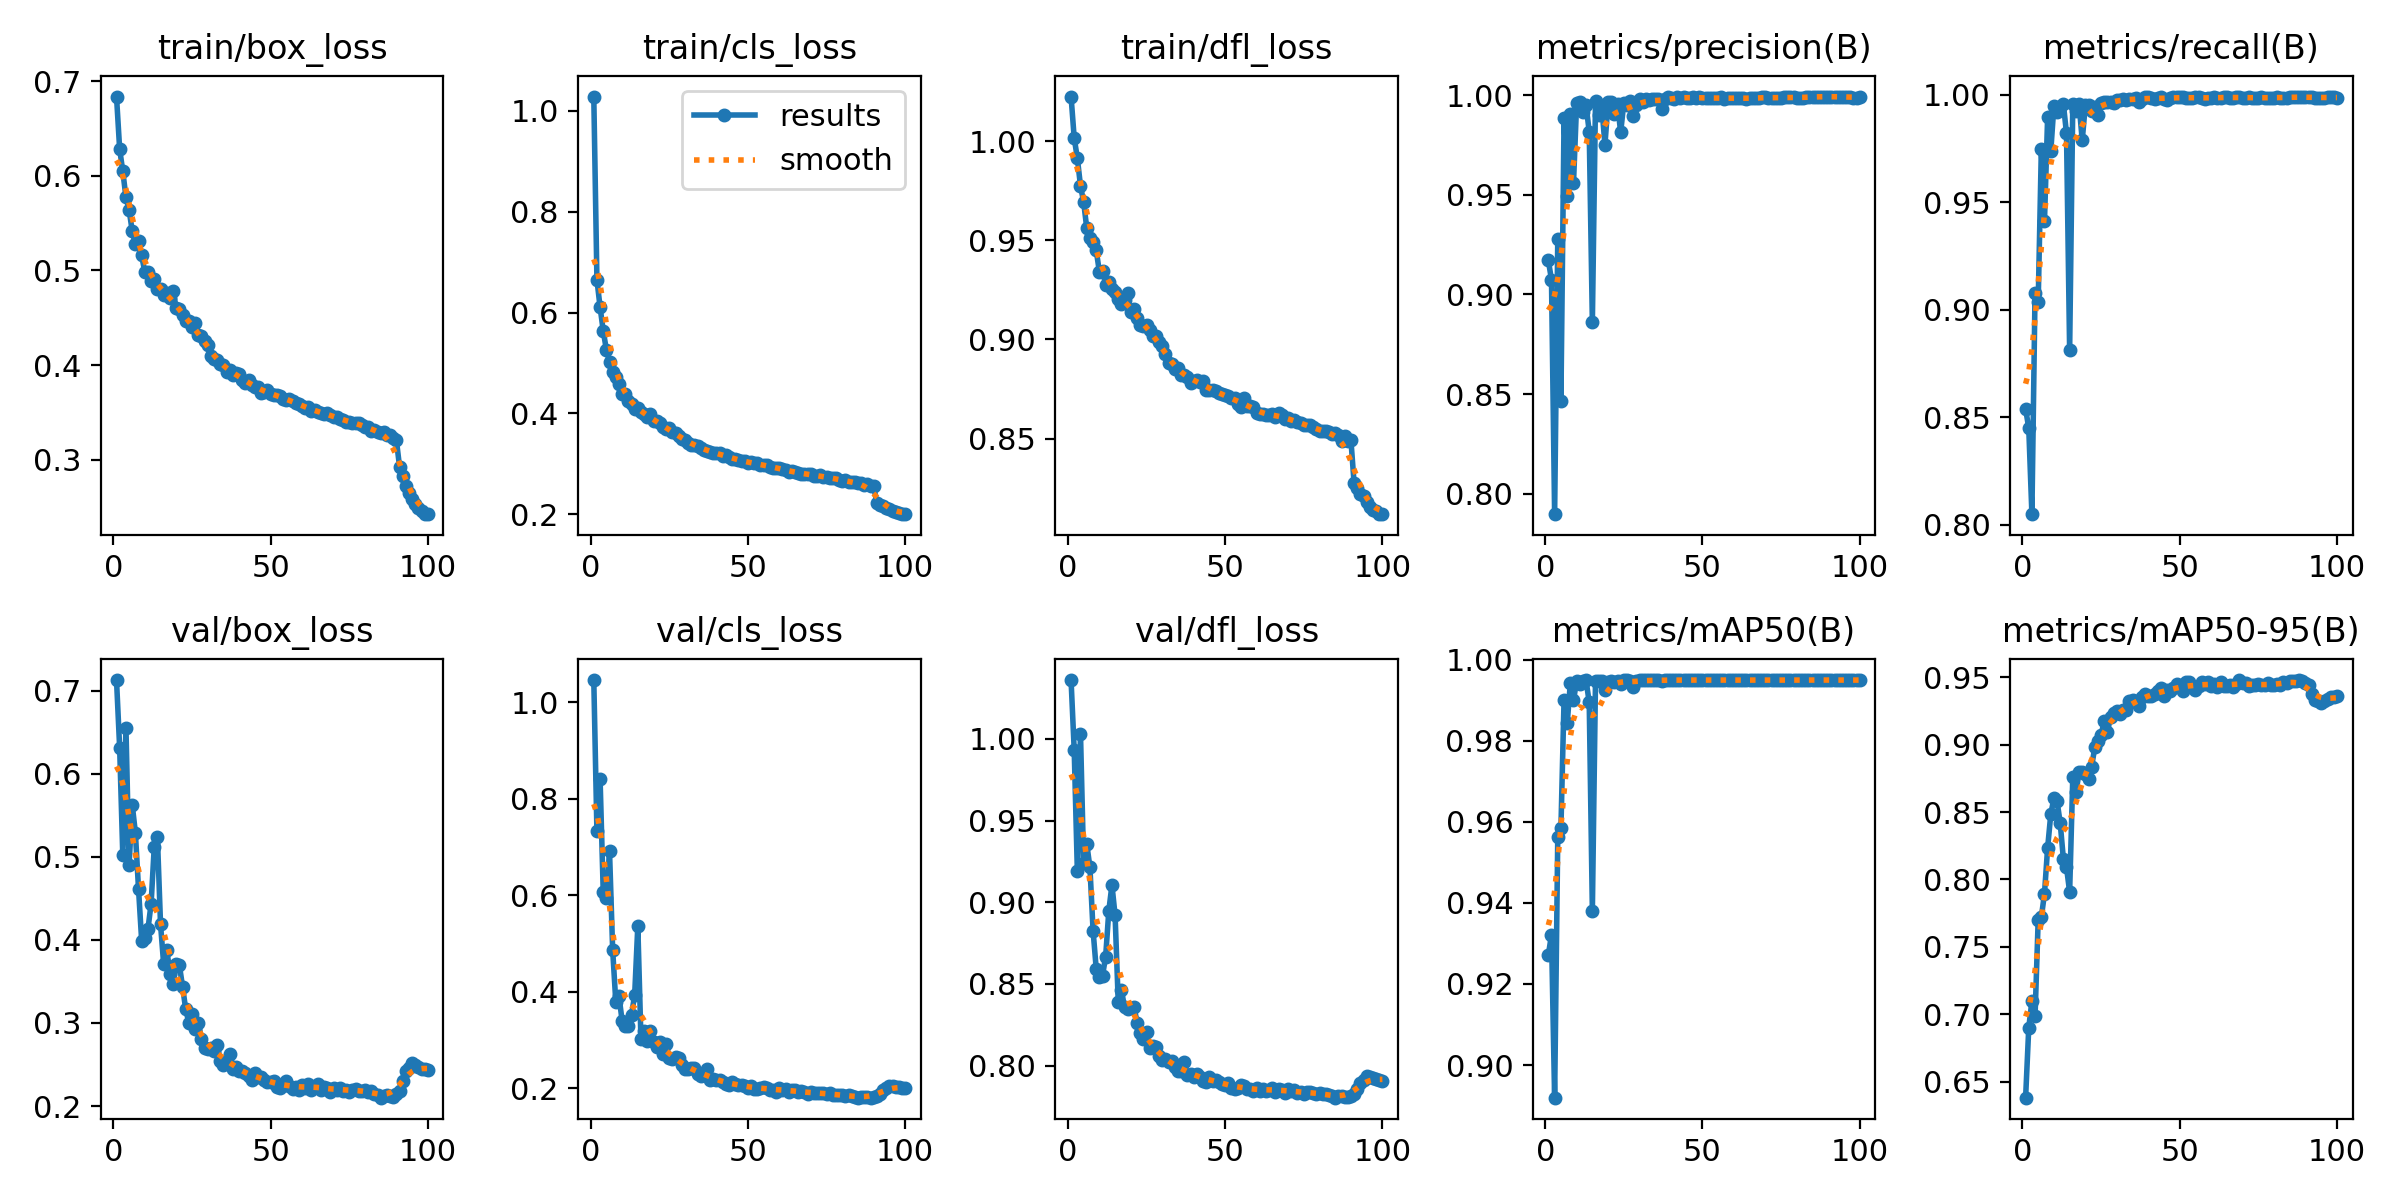 train/box_loss
0.7
0.6
0.5
0.4
0.3
0 50 100
train/cls_loss
results
smooth
1.0
0.8
0.6
0.4
0.2
0 50 100
train/dfl_loss
1.00
0.95
0.90
0.85
0 50 100
metrics/precision(B)
1.00
0.95
0.90
0.85
0.80
0 50 100
metrics/recall(B)
1.00
0.95
0.90
0.85
0.80
0 50 100
val/box_loss
0.7
0.6
0.5
0.4
0.3
0.2
0 50 100
val/cls_loss
1.0
0.8
0.6
0.4
0.2
0 50 100
val/dfl_loss
1.00
0.95
0.90
0.85
0.80
0 50 100
metrics/mAP50(B)
1.00
0.98
0.96
0.94
0.92
0.90
0 50 100
metrics/mAP50-95(B)
0.95
0.90
0.85
0.80
0.75
0.70
0.65
0 50 100